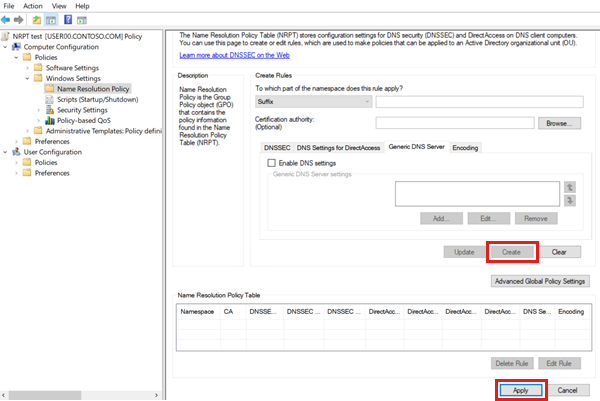 File Action View Help
NRPT test [USER00.CONTOSO.COM] Policy
Computer Configuration
Policies
Software Settings
Windows Settings
Name Resolution Policy
Scripts (Startup/Shutdown)
Security Settings
Policy-based QoS
Administrative Templates: Policy defini
Preferences
User Configuration
Policies
Preferences
The Name Resolution Policy Table (NRPT) stores configuration settings for DNS security (DNSSEC) and DirectAccess on DNS client computers.
You can use this page to create or edit rules, which are used to make policies that can be applied to an Active Directory organizational unit (OU).
Learn more about DNSSEC on the Web
Description
Name Resolution
Policy is the Group
Policy object (GPO)
that contains the
policy information
found in the Name
Resolution Policy
Table (NRPT).
Create Rules
To which part of the namespace does this rule apply?
Suffix
Certification authority:
(Optional)
Browse...
DNSSEC DNS Settings for DirectAccess Generic DNS Server Encoding
Enable DNS settings
Generic DNS Server settings
Add... Edit... Remove
Update Create Clear
Advanced Global Policy Settings
Name Resolution Policy Table
Namespace CA DNSSE... DNSSEC ... DNSSEC ... DirectAcc... DirectAcc... DirectAcc... DirectAcc... DNS Se... Encoding
Delete Rule Edit Rule
Apply Cancel